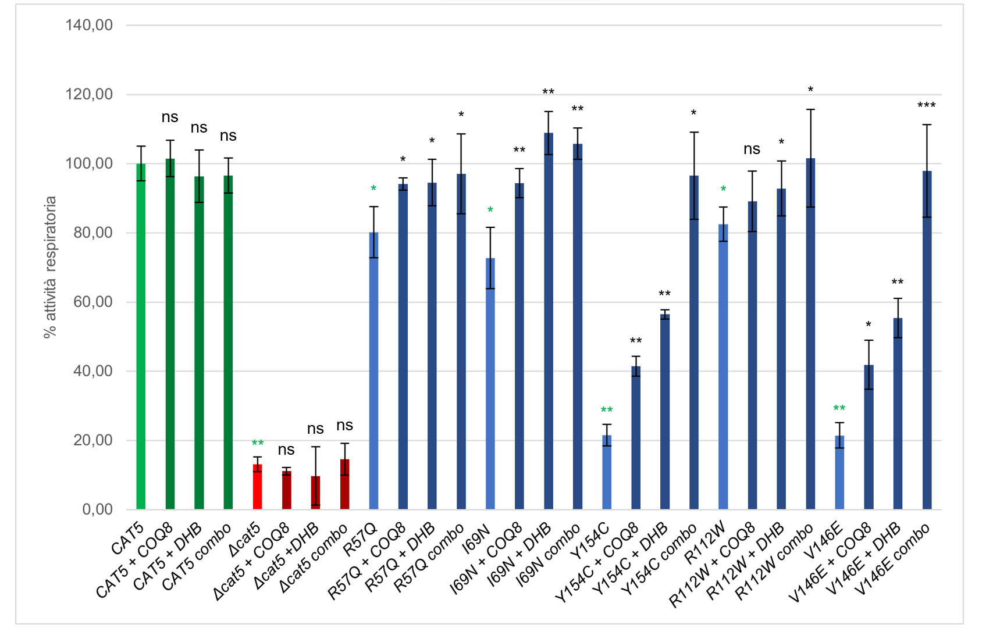 140,00
120,00
100,00
80,00
60,00
40,00
20,00
0,00
% attività respiratoria
ns
ns
ns
**
ns
ns
ns
*
*
*
*
*
**
**
**
**
**
**
*
*
ns
*
*
**
*
**
***
CAT5
CAT5 + COQ8
CAT5 + DHB
CAT5 combo
Δcat5
Δcat5 + COQ8
Δcat5 +DHB
Δcat5 combo
R57Q
R57Q + COQ8
R57Q + DHB
R57Q combo
I69N
I69N + COQ8
I69N + DHB
I69N combo
Y154C
Y154C + COQ8
Y154C + DHB
Y154C combo
R112W
R112W + COQ8
R112W + DHB
R112W combo
V146E
V146E + COQ8
V146E + DHB
V146E combo